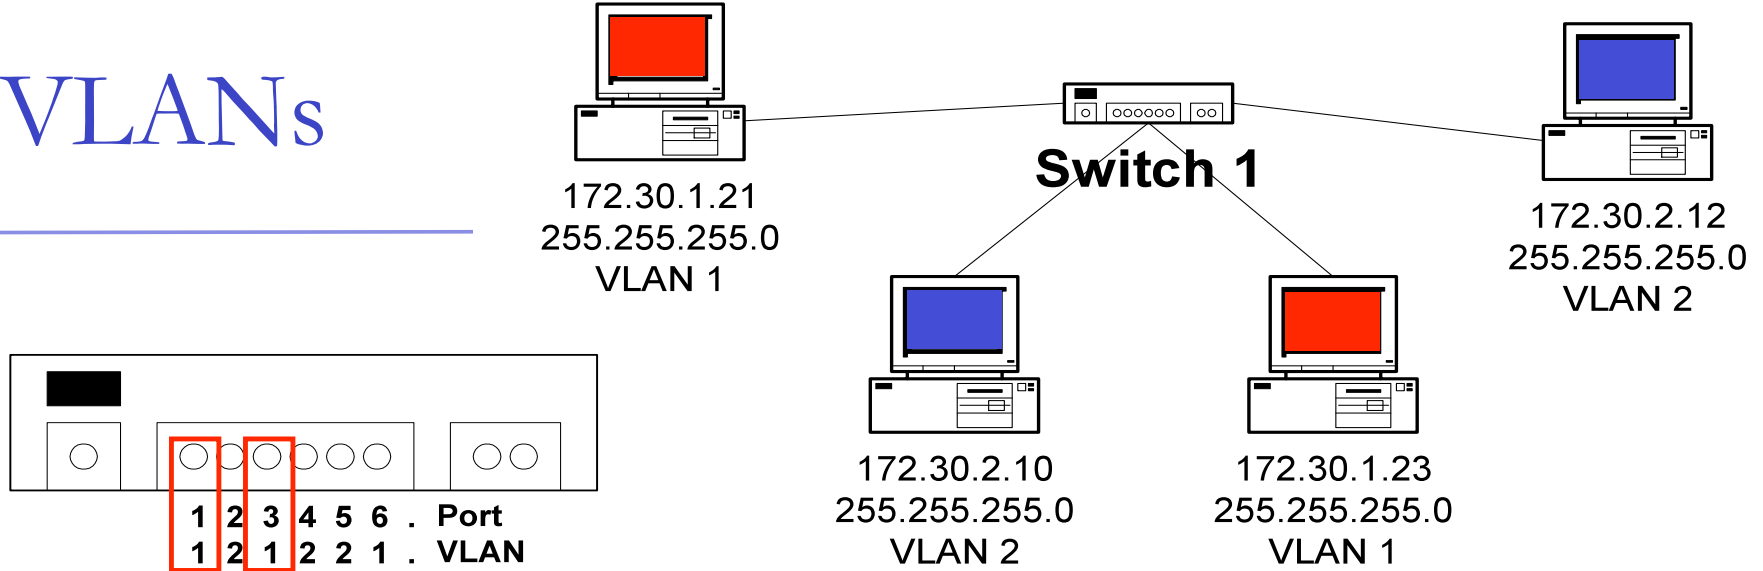 VLANs
172.30.1.21
255.255.255.0
VLAN 1
Switch 1
172.30.2.12
255.255.255.0
VLAN 2
172.30.2.10
255.255.255.0
VLAN 2
172.30.1.23
255.255.255.0
VLAN 1
1 2 3 4 5 6 . Port
1 2 1 2 2 1 . VLAN